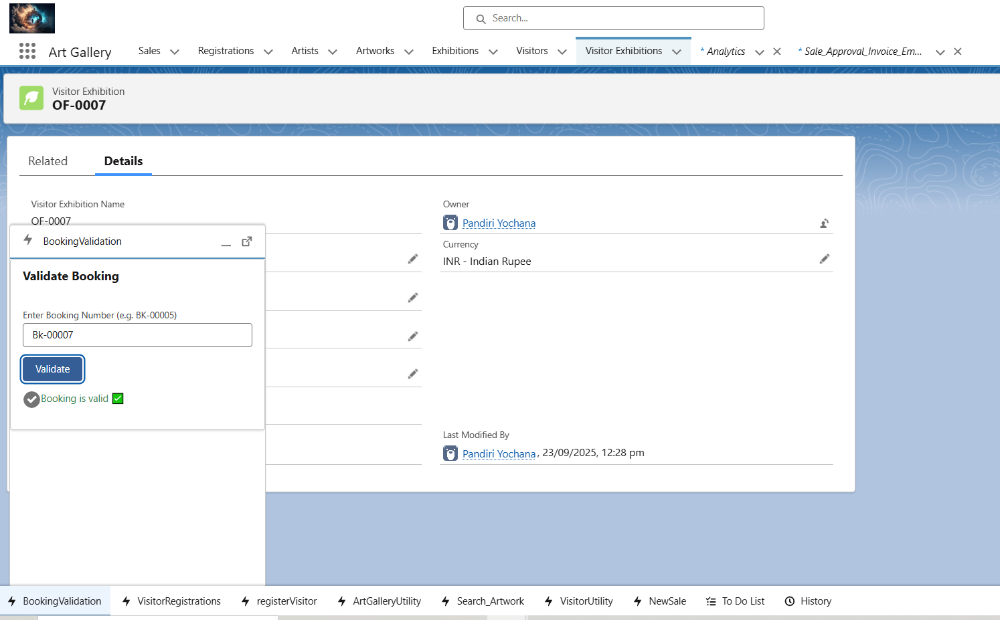 Search...
Art Gallery
Sales
Registrations
Artists
Artworks
Exhibitions
Visitors
Visitor Exhibitions
* Analytics
* Sale_Approval_Invoice_Em...
Visitor Exhibition
OF-0007
Related
Details
Visitor Exhibition Name
OF-0007
Owner
Pandiri Yochana
Currency
INR - Indian Rupee
Last Modified By
Pandiri Yochana, 23/09/2025, 12:28 pm
BookingValidation
Validate Booking
Enter Booking Number (e.g. BK-00005)
Bk-00007
Validate
Booking is valid ✅
BookingValidation
VisitorRegistrations
registerVisitor
ArtGalleryUtility
Search_Artwork
VisitorUtility
NewSale
To Do List
History